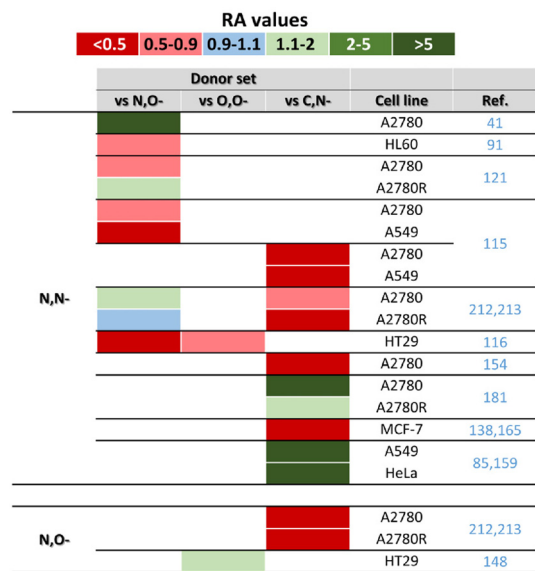 RA values
<0.5 0.5-0.9 0.9-1.1 1.1-2 2-5 >5
Donor set
vs N,O- vs O,O- vs C,N- Cell line Ref.
A2780 41
HL60 91
A2780
121
A2780R
A2780
A549
115
A2780
A549
N,N-
A2780
212,213
A2780R
HT29 116
A2780 154
A2780
181
A2780R
MCF-7 138,165
A549
85,159
HeLa
A2780
212,213
N,O-
A2780R
HT29 148